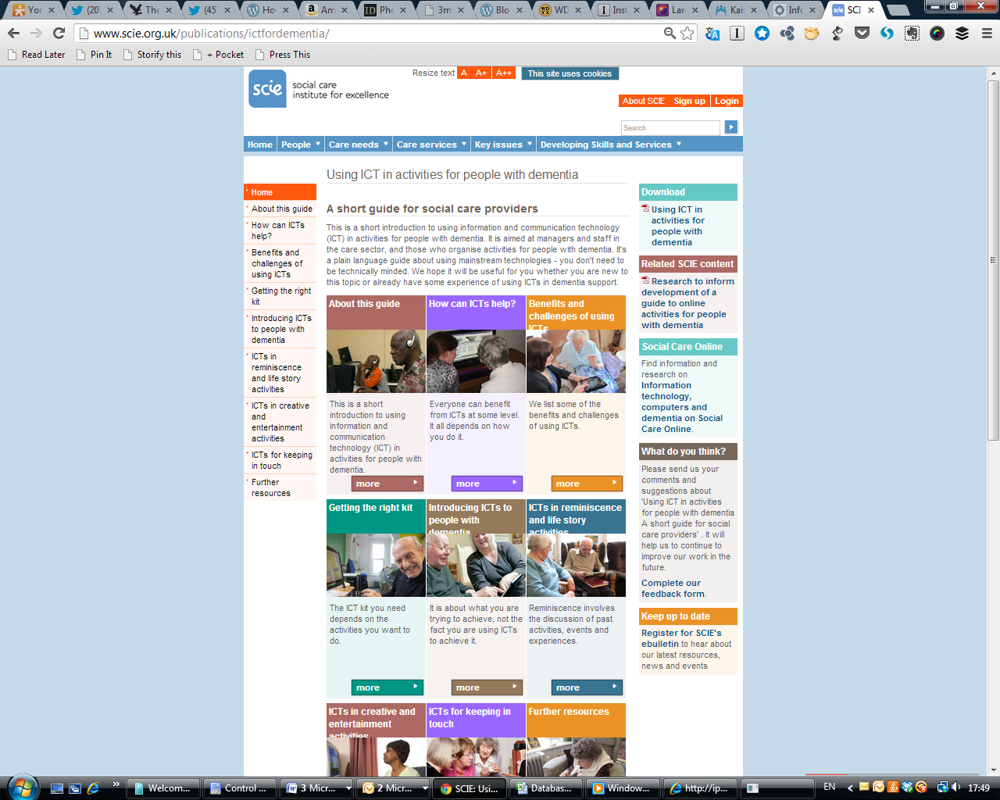 Yoo
(20
The
(45
Ho
Am
Pho
3m
Blo
WD
Inst
Lar
Kai
Info
SCI
www.scie.org.uk/publications/ictfordementia/
Read Later
Pin It
Storify this
+ Pocket
Press This
scie
social care
institute for excellence
Resize text
A
A+
A++
This site uses cookies
About SCIE
Sign up
Login
Search
Home
People
Care needs
Care services
Key issues
Developing Skills and Services
Home
About this guide
How can ICTs
help?
Benefits and
challenges of
using ICTs
Getting the right
kit
Introducing ICTs
to people with
dementia
ICTs in
reminiscence
and life story
activities
ICTs in creative
and
entertainment
activities
ICTs for keeping
in touch
Further
resources
Using ICT in activities for people with dementia
A short guide for social care providers
This is a short introduction to using information and communication technology
(ICT) in activities for people with dementia. It is aimed at managers and staff in
the care sector, and those who organise activities for people with dementia. It's
a plain language guide about using mainstream technologies - you don't need to
be technically minded. We hope it will be useful for you whether you are new to
this topic or already have some experience of using ICTs in dementia support.
About this guide
This is a short
introduction to using
information and
communication
technology (ICT) in
activities for people with
dementia.
more
How can ICTs help?
Everyone can benefit
from ICTs at some level.
It all depends on how
you do it.
more
Benefits and
challenges of using
ICTs
We list some of the
benefits and challenges
of using ICTs.
more
Getting the right kit
The ICT kit you need
depends on the
activities you want to
do.
more
Introducing ICTs to
people with
dementia
It is about what you are
trying to achieve, not the
fact you are using ICTs
to achieve it.
more
ICTs in reminiscence
and life story
activities
Reminiscence involves
the discussion of past
activities, events and
experiences.
more
ICTs in creative and
entertainment
activities
ICTs for keeping in
touch
Further resources
Download
Using ICT in
activities for
people with
dementia
Related SCIE content
Research to inform
development of a
guide to online
activities for people
with dementia
Social Care Online
Find information and
research on
Information
technology,
computers and
dementia on Social
Care Online.
What do you think?
Please send us your
comments and
suggestions about
'Using ICT in activities
for people with dementia
A short guide for social
care providers' . It will
help us to continue to
improve our work in the
future.
Complete our
feedback form.
Keep up to date
Register for SCIE's
ebulletin to hear about
our latest resources,
news and events
Welcom...
Control ...
3 Micr...
2 Micr...
SCIE: Usi...
Databas...
Window...
http://ip...
EN
17:49